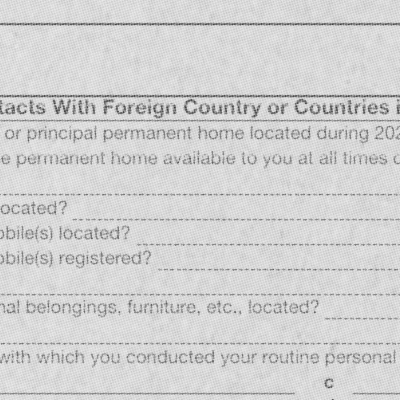 tacts With Foreign Country or Countries i
or principal permanent home located during 202
e permanent home available to you at all times
ocated?
obile(s) located?
obile(s) registered?
nal belongings, furniture, etc., located?
with which you conducted your routine personal
c